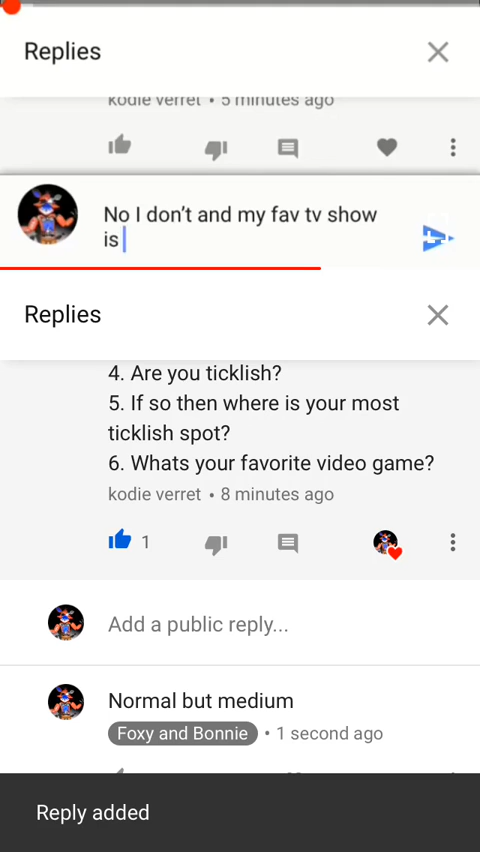 Replies
kodie verret • 5 minutes ago
No I don't and my fav tv show
is
Replies
4. Are you ticklish?
5. If so then where is your most
ticklish spot?
6. Whats your favorite video game?
kodie verret • 8 minutes ago
1
Add a public reply...
Normal but medium
Foxy and Bonnie • 1 second ago
Reply added